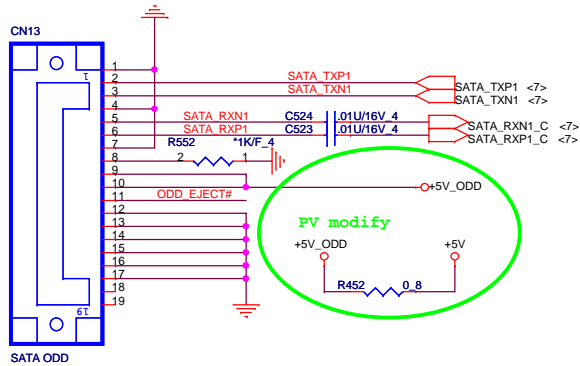 CN13
1
1
2
SATA_TXP1
SATA_TXP1 <7>
3
SATA_TXN1
SATA_TXN1 <7>
4
5
SATA_RXN1
C524
.01U/16V_4
SATA_RXN1_C <7>
6
SATA_RXP1
C523
.01U/16V_4
SATA_RXP1_C <7>
7
R552
*1K/F_4
8
2
1
9
10
+5V_ODD
11
ODD_EJECT#
12
13
PV modify
14
15
+5V_ODD
+5V
16
17
18
R452
0_8
19
19
SATA ODD